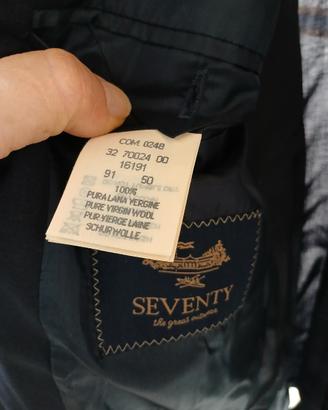 COM. 0248
32 70024 00
16191
91 50
100%
PURA LANA VERGINE
PURE VIRGIN WOOL
PUR VIERGE LAINE
SCHURWOLLE
SEVENTY
the great outdoor